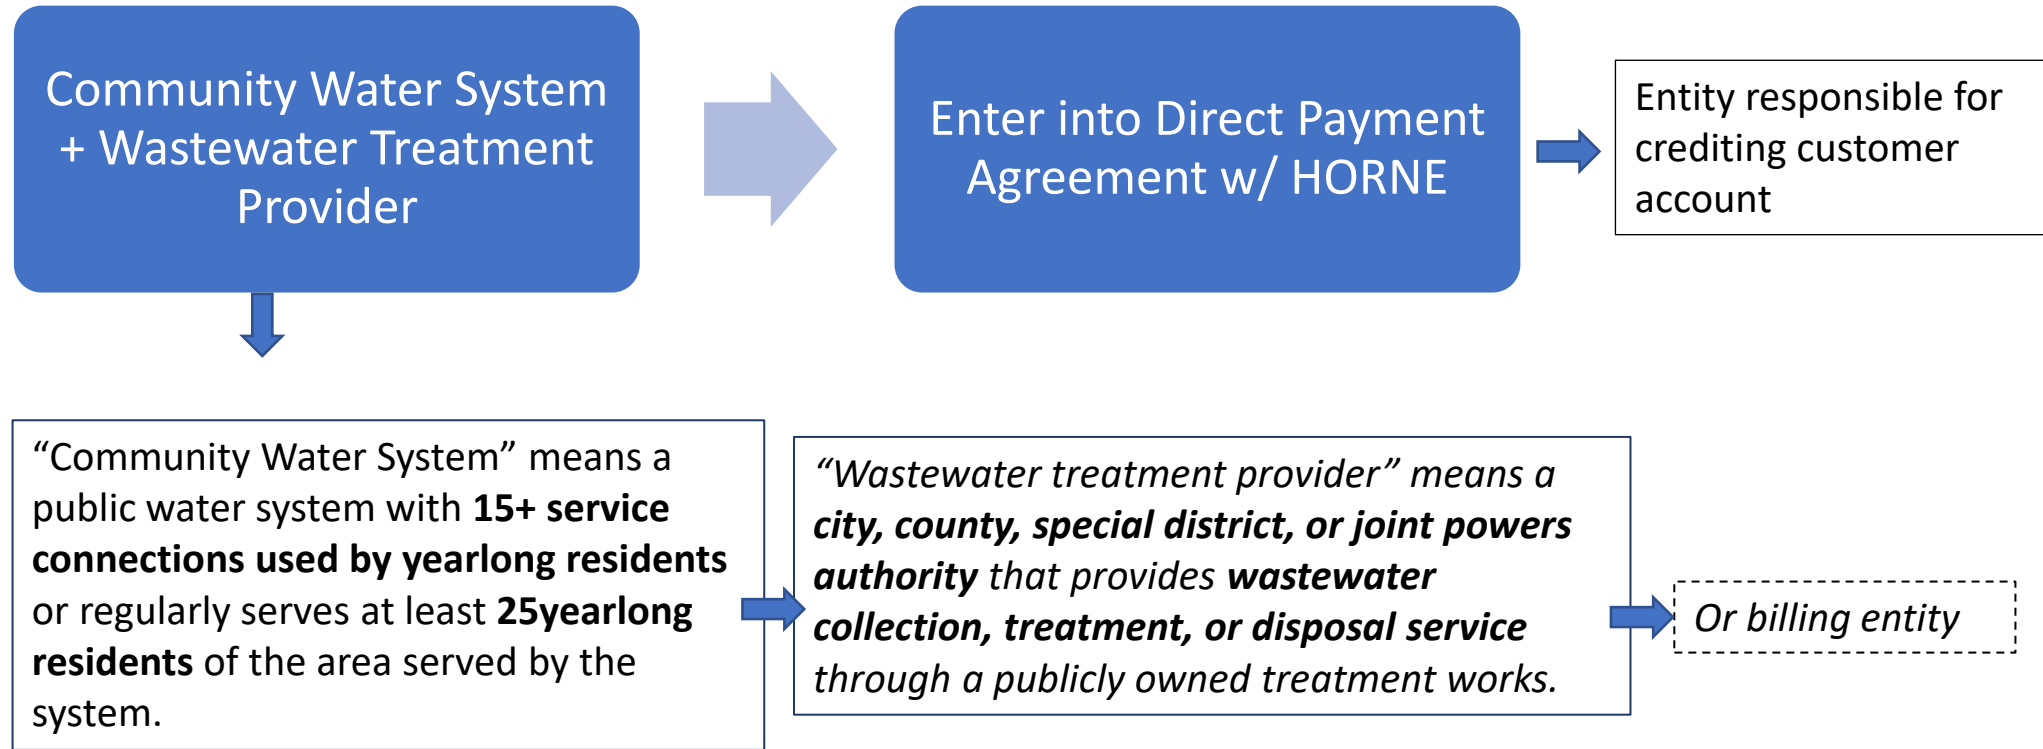 Community Water System
+ Wastewater Treatment
Provider
Enter into Direct Payment
Agreement w/ HORNE
Entity responsible for
crediting customer
account
“Community Water System” means a
public water system with 15+ service
connections used by yearlong residents
or regularly serves at least 25yearlong
residents of the area served by the
system.
“Wastewater treatment provider” means a
city, county, special district, or joint powers
authority that provides wastewater
collection, treatment, or disposal service
through a publicly owned treatment works.
Or billing entity